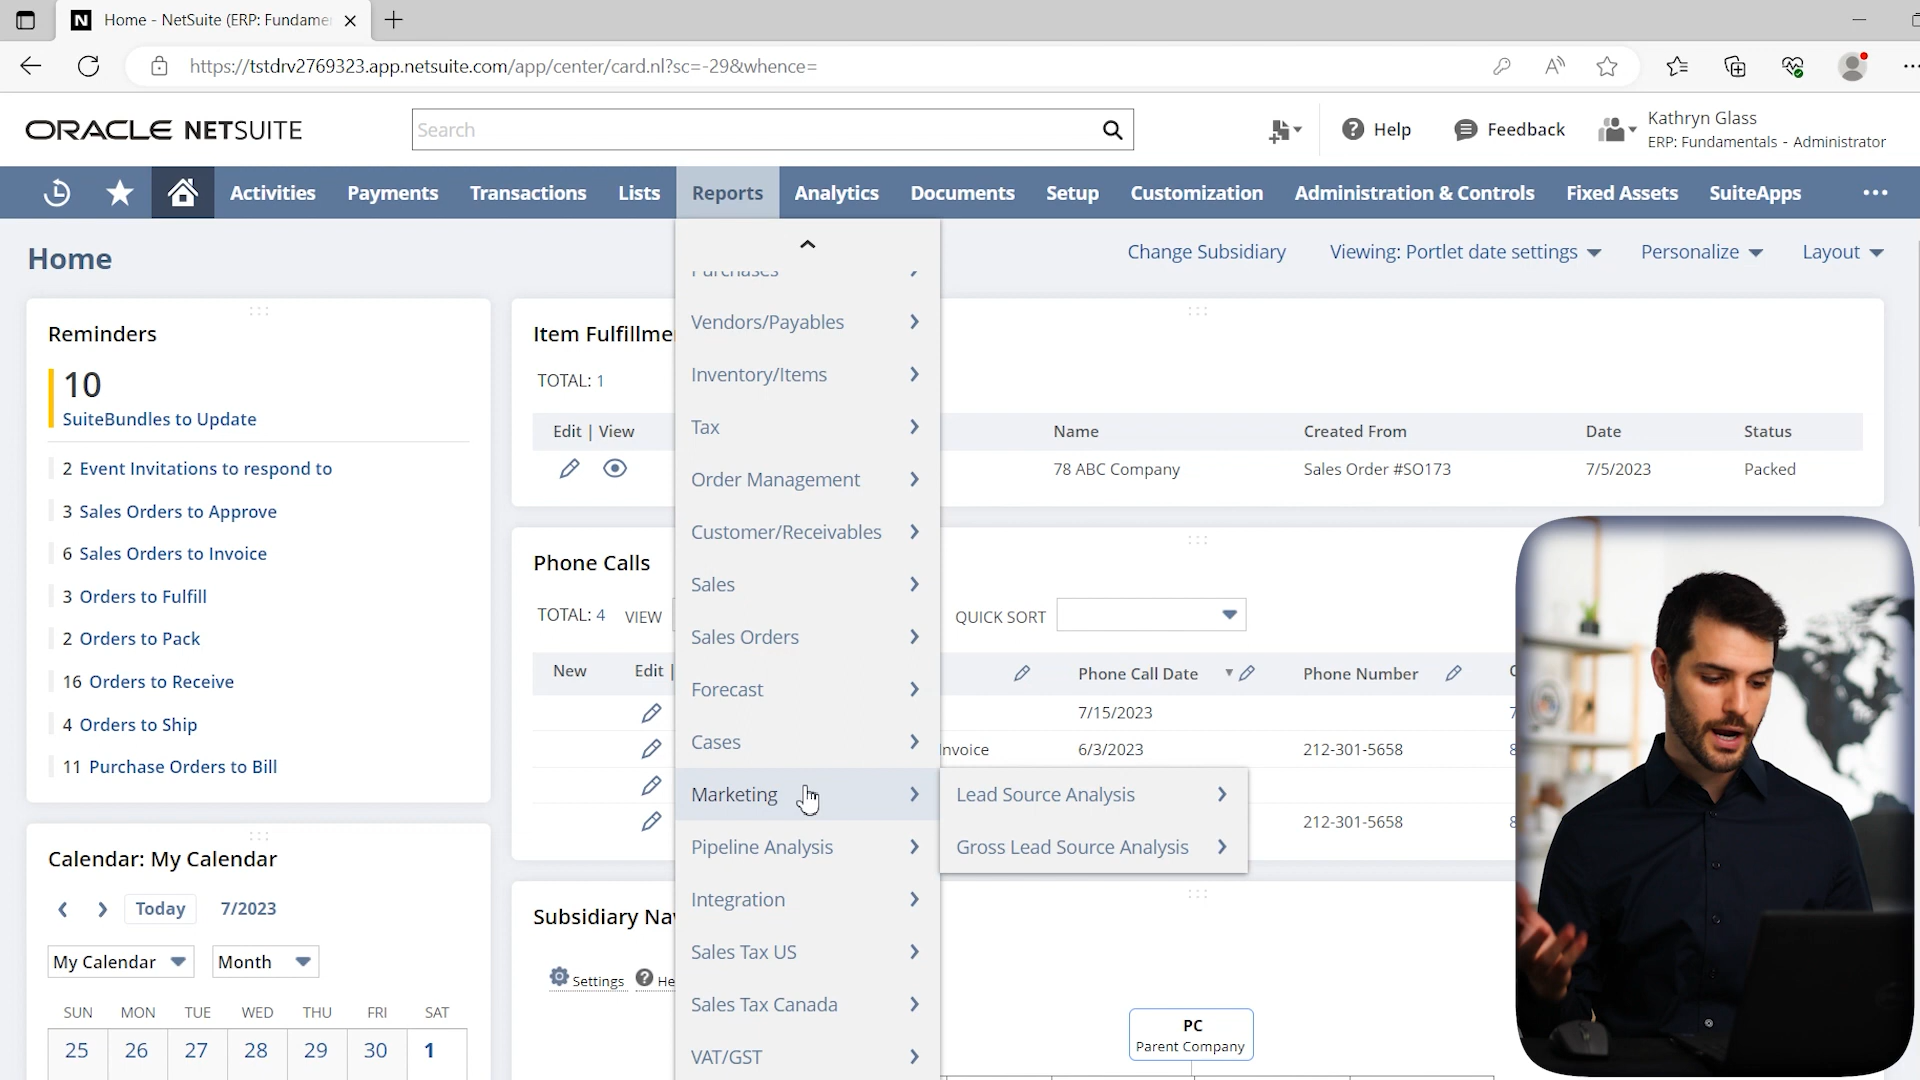 Home - NetSuite (ERP: Fundame
https://tstdrv2769323.app.netsuite.com/app/center/card.nl?sc=-29&whence=
ORACLE NETSUITE
Search
Help
Feedback
Kathryn Glass
ERP: Fundamentals - Administrator
Activities Payments Transactions Lists Reports Analytics Documents Setup Customization Administration & Controls Fixed Assets SuiteApps
Home
Change Subsidiary
Viewing: Portlet date settings
Personalize
Layout
Reminders
10
SuiteBundles to Update
2 Event Invitations to respond to
3 Sales Orders to Approve
6 Sales Orders to Invoice
3 Orders to Fulfill
2 Orders to Pack
16 Orders to Receive
4 Orders to Ship
11 Purchase Orders to Bill
Calendar: My Calendar
Today 7/2023
My Calendar Month
SUN MON TUE WED THU FRI SAT
25 26 27 28 29 30 1
Purchases
Vendors/Payables
Inventory/Items
Tax
Order Management
Customer/Receivables
Sales
Sales Orders
Forecast
Cases
Marketing
Pipeline Analysis
Integration
Sales Tax US
Sales Tax Canada
VAT/GST
Lead Source Analysis
Gross Lead Source Analysis
Item Fulfillme
TOTAL: 1
Edit | View Name Created From Date Status
78 ABC Company Sales Order #SO173 7/5/2023 Packed
Phone Calls
TOTAL: 4 VIEW QUICK SORT
New Edit | Phone Call Date Phone Number
7/15/2023 7
nvoice 6/3/2023 212-301-5658 8
212-301-5658 8
Subsidiary Na
Settings He
PC
Parent Company